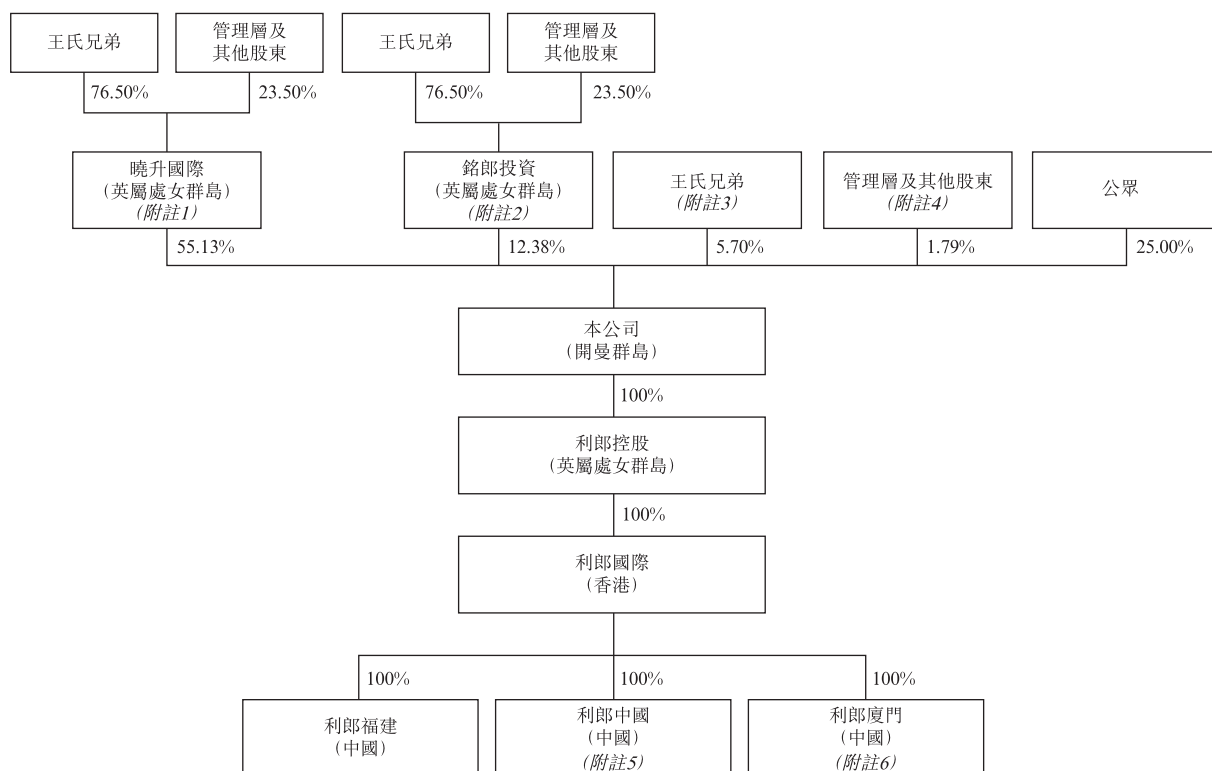 王氏兄弟
管理層及
其他股東
王氏兄弟
管理層及
其他股東
76.50%
23.50%
76.50%
23.50%
曉升國際
(英屬處女群島)
(附註1)
銘郎投資
(英屬處女群島)
(附註2)
王氏兄弟
(附註3)
管理層及其他股東
(附註4)
公眾
55.13%
12.38%
5.70%
1.79%
25.00%
本公司
(開曼群島)
100%
利郎控股
(英屬處女群島)
100%
利郎國際
(香港)
100%
100%
100%
利郎福建
(中國)
利郎中國
(中國)
(附註5)
利郎廈門
(中國)
(附註6)